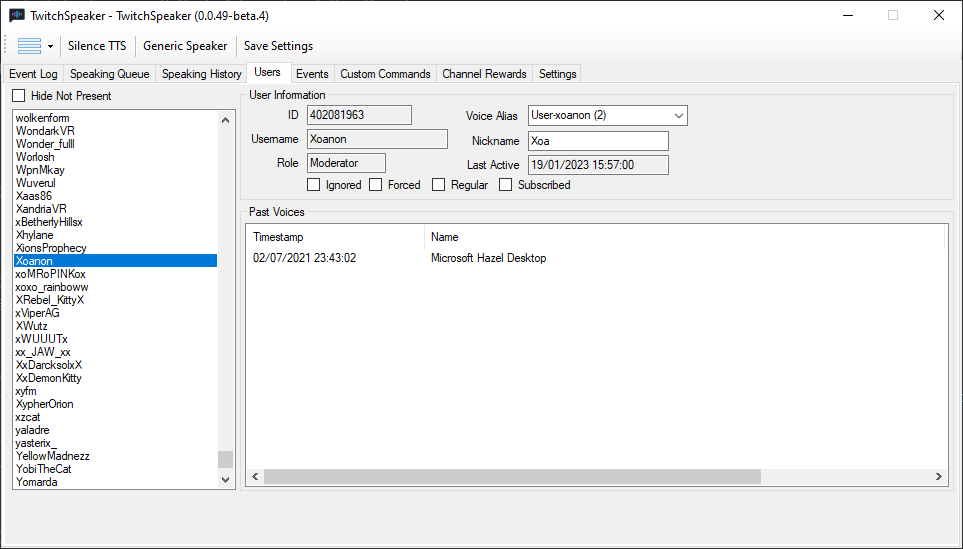 TwitchSpeaker - TwitchSpeaker (0.0.49-beta.4)
Silence TTS Generic Speaker Save Settings
Event Log Speaking Queue Speaking History Users Events Custom Commands Channel Rewards Settings
Hide Not Present
wolkenform
WondarkVR
Wonder_fulll
Worlosh
WpnMkay
Wuverul
Xaas86
XandriaVR
xBetherlyHillsx
Xhylane
XionsProphecy
Xoanon
xoMRoPINKox
xoxo_rainboww
XRebel_KittyX
xViperAG
XWutz
xWUUUTx
xx_JAW_xx
XxDarcksolxX
XxDemonKitty
xyfm
XypherOrion
xzcat
yaladre
yasterix_
YellowMadnezz
YobiTheCat
Yomarda
User Information
ID 402081963 Voice Alias User-xoanon (2)
Username Xoanon Nickname Xoa
Role Moderator Last Active 19/01/2023 15:57:00
Ignored Forced Regular Subscribed
Past Voices
Timestamp Name
02/07/2021 23:43:02 Microsoft Hazel Desktop